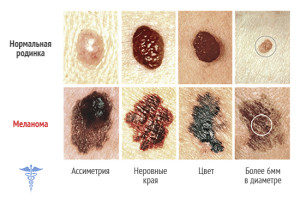 Нормальная
родинка
Меланома
Ассиметрия
Неровные
края
Цвет
Более 6мм
в диаметре